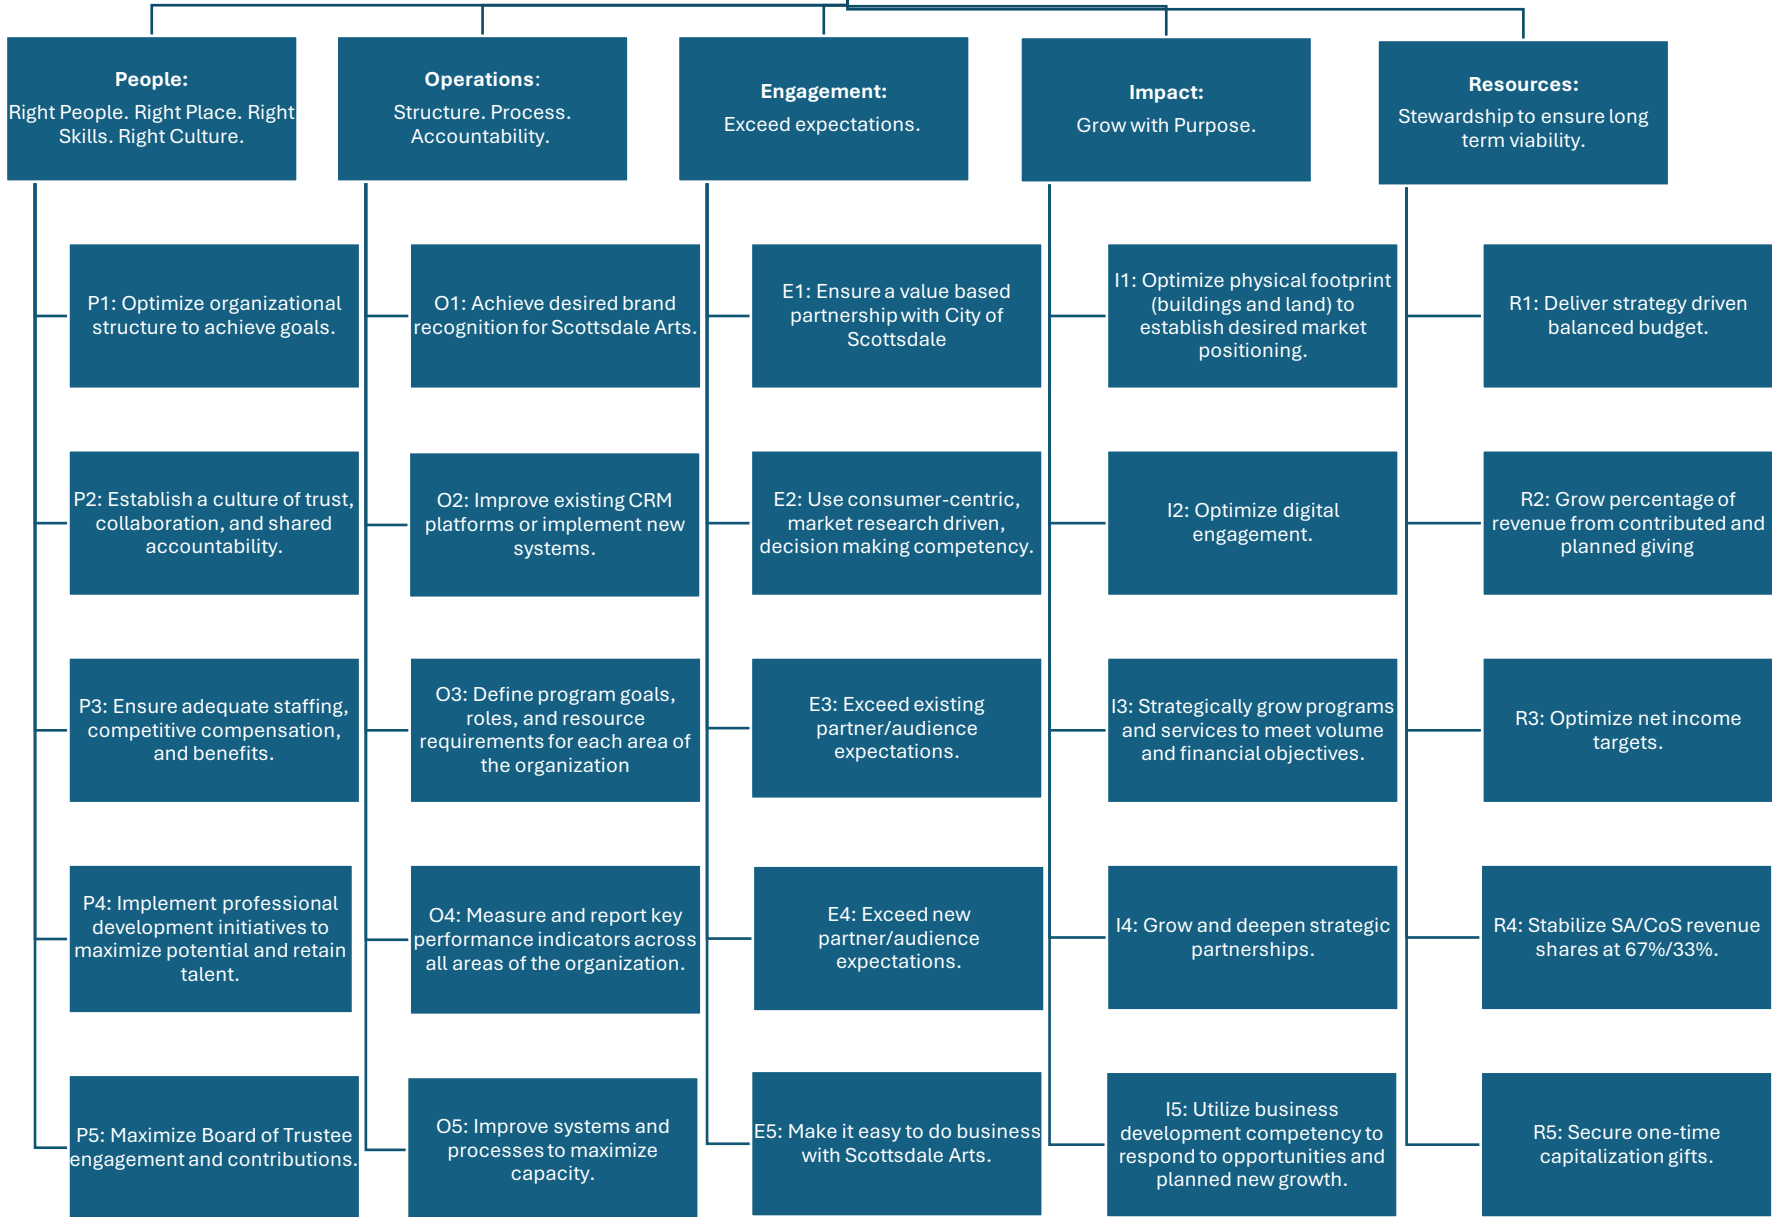 People:
Right People. Right Place. Right
Skills. Right Culture.
Operations:
Structure. Process.
Accountability.
Engagement:
Exceed expectations.
Impact:
Grow with Purpose.
Resources:
Stewardship to ensure long
term viability.
P1: Optimize organizational
structure to achieve goals.
P2: Establish a culture of trust,
collaboration, and shared
accountability.
P3: Ensure adequate staffing,
competitive compensation,
and benefits.
P4: Implement professional
development initiatives to
maximize potential and retain
talent.
P5: Maximize Board of Trustee
engagement and contributions.
O1: Achieve desired brand
recognition for Scottsdale Arts.
O2: Improve existing CRM
platforms or implement new
systems.
O3: Define program goals,
roles, and resource
requirements for each area of
the organization
O4: Measure and report key
performance indicators across
all areas of the organization.
O5: Improve systems and
processes to maximize
capacity.
E1: Ensure a value based
partnership with City of
Scottsdale
E2: Use consumer-centric,
market research driven,
decision making competency.
E3: Exceed existing
partner/audience
expectations.
E4: Exceed new
partner/audience
expectations.
E5: Make it easy to do business
with Scottsdale Arts.
I1: Optimize physical footprint
(buildings and land) to
establish desired market
positioning.
I2: Optimize digital
engagement.
I3: Strategically grow programs
and services to meet volume
and financial objectives.
I4: Grow and deepen strategic
partnerships.
I5: Utilize business
development competency to
respond to opportunities and
planned new growth.
R1: Deliver strategy driven
balanced budget.
R2: Grow percentage of
revenue from contributed and
planned giving
R3: Optimize net income
targets.
R4: Stabilize SA/CoS revenue
shares at 67%/33%.
R5: Secure one-time
capitalization gifts.